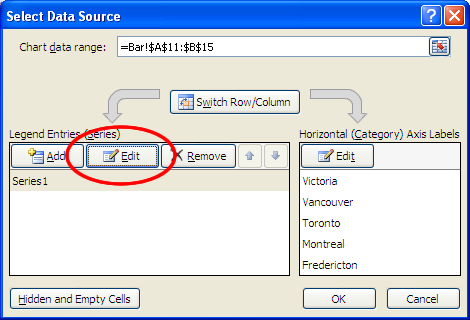 Select Data Source
Chart data range: =Bar!$A$11:$B$15
Switch Row/Column
Legend Entries (Series)
Horizontal (Category) Axis Labels
Add Edit Remove
Edit
Series1
Victoria
Vancouver
Toronto
Montreal
Fredericton
Hidden and Empty Cells
OK
Cancel